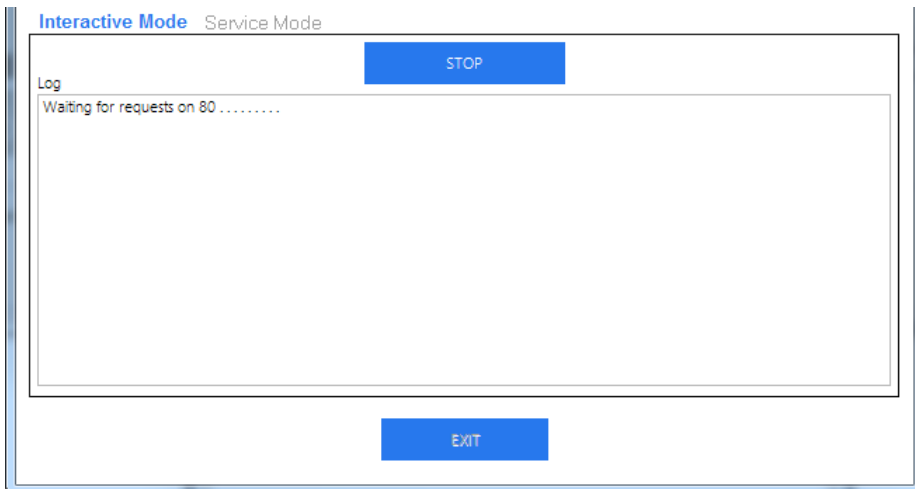 Interactive Mode Service Mode
STOP
Log
Waiting for requests on 80 . . . . . . . . .
EXIT